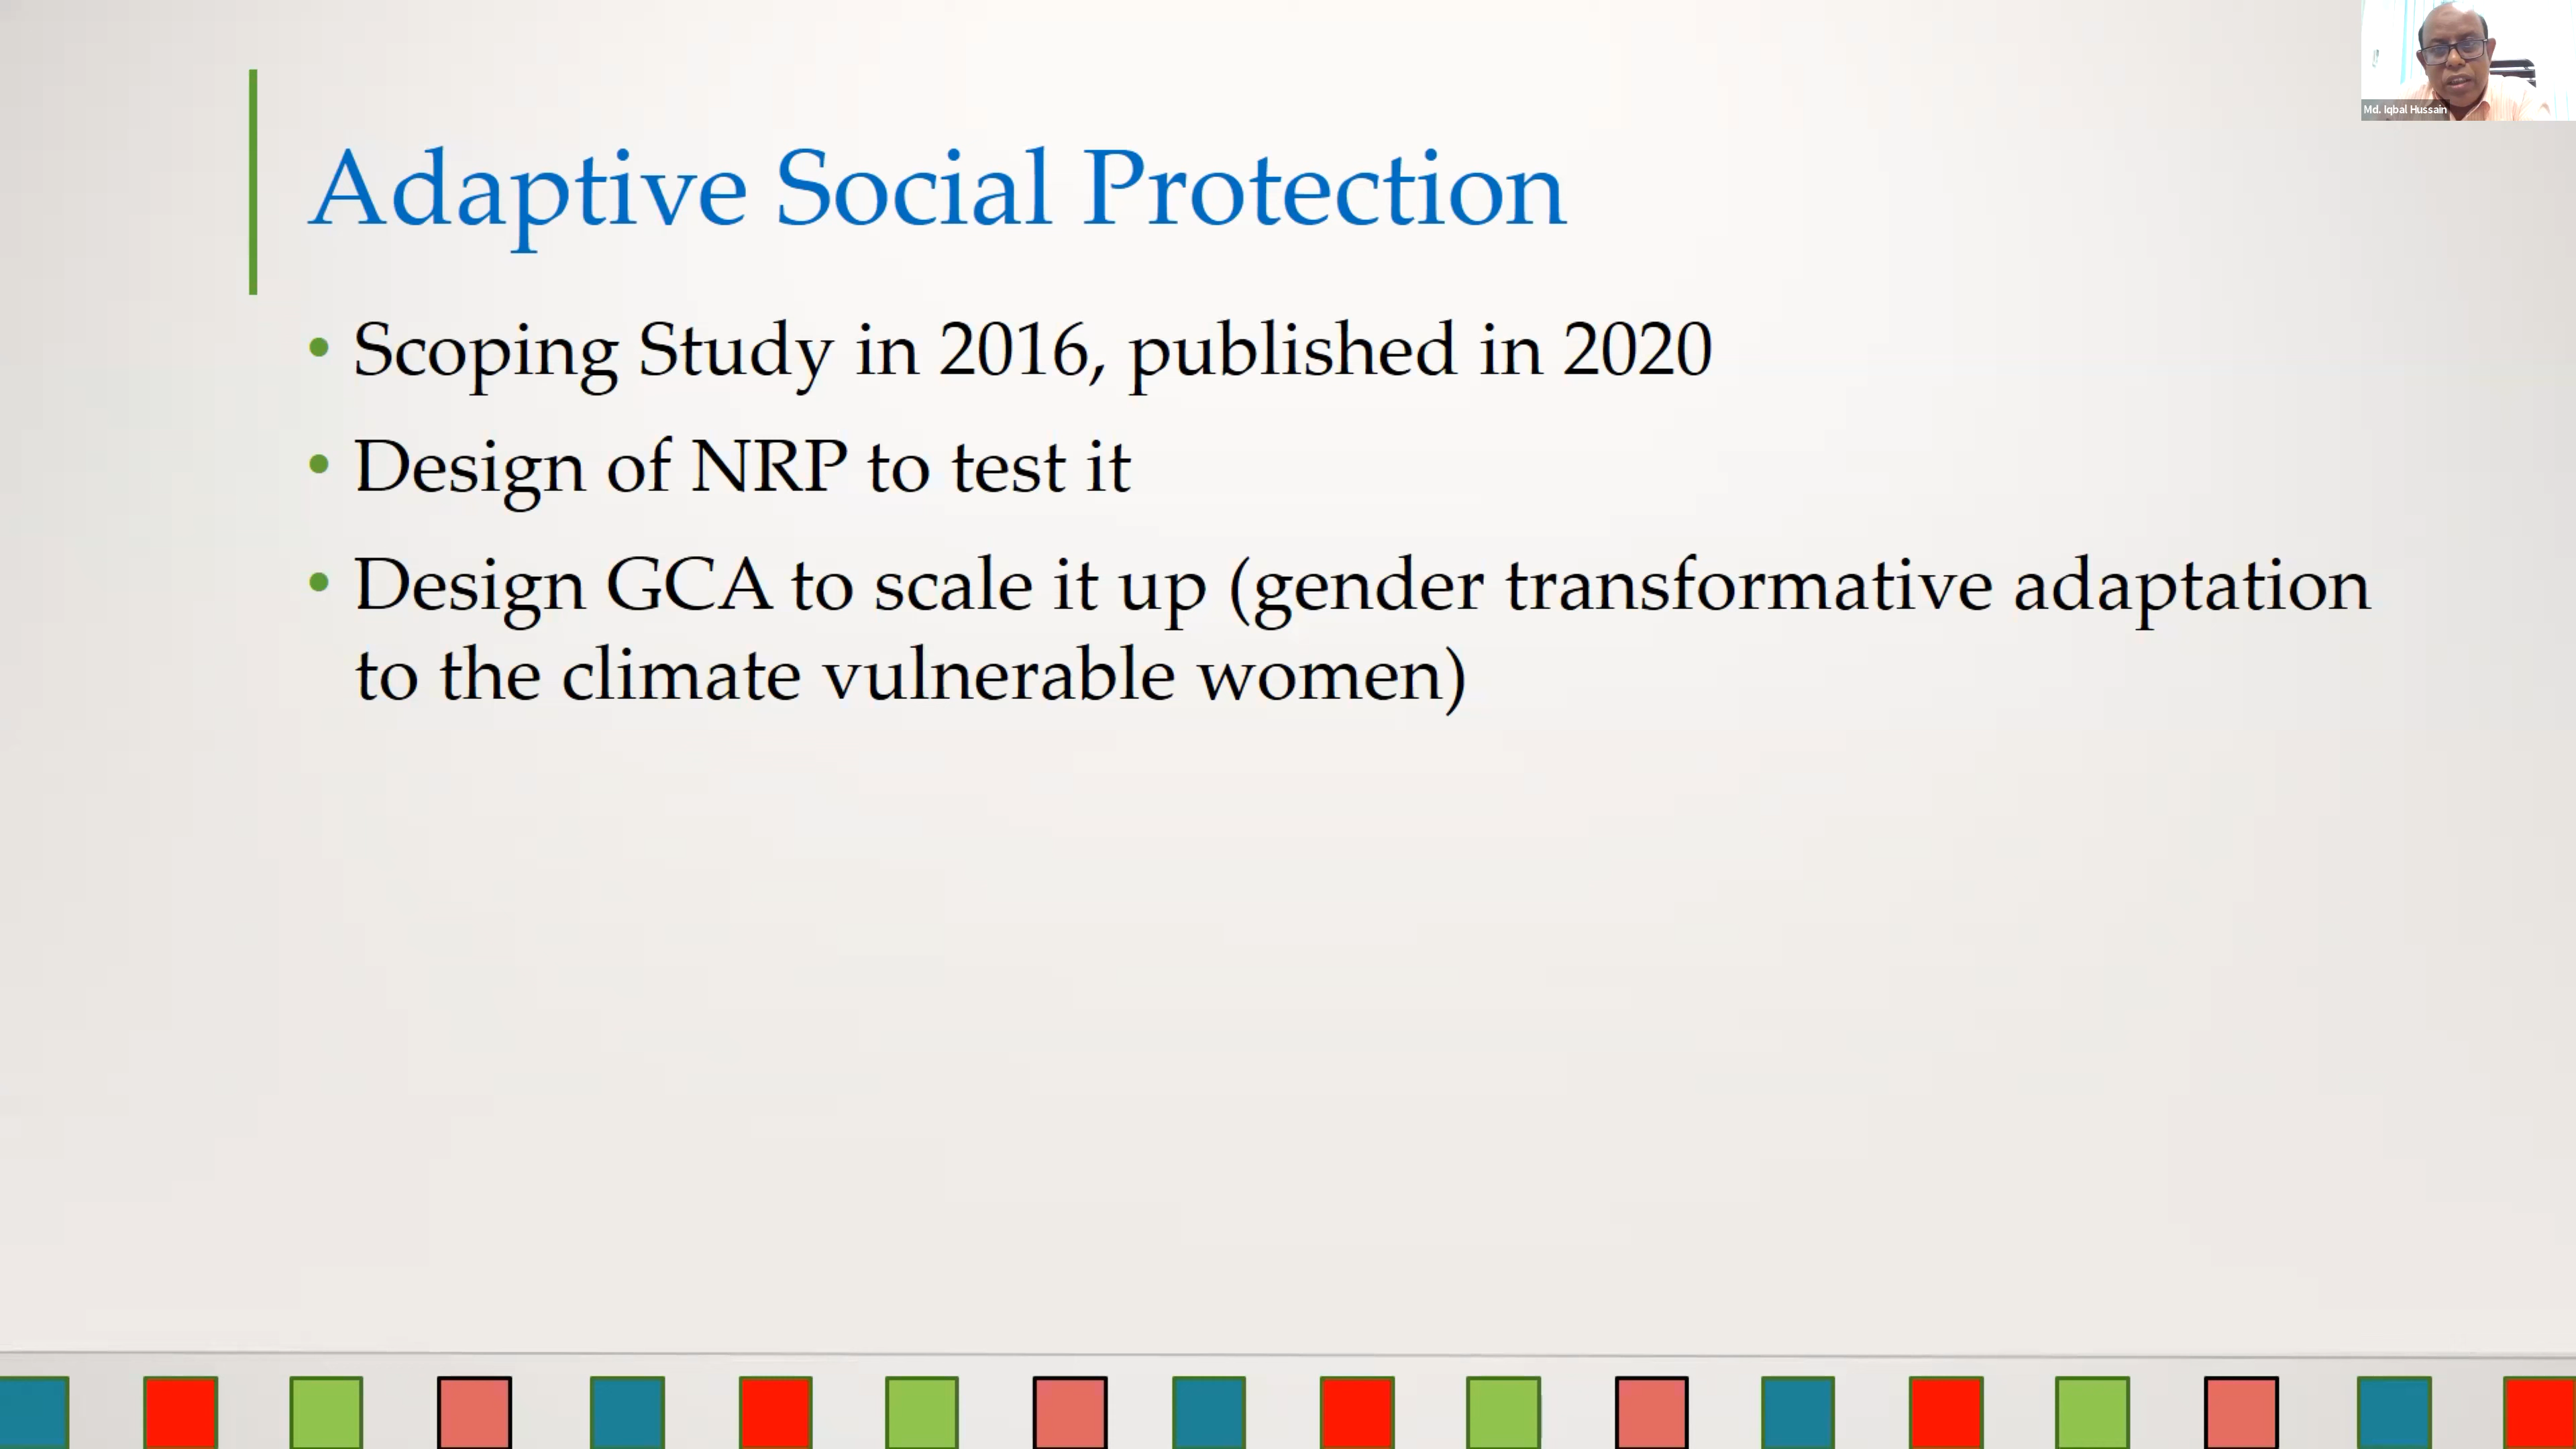 Md. Iqbal Hussain
Adaptive Social Protection
• Scoping Study in 2016, published in 2020
• Design of NRP to test it
• Design GCA to scale it up (gender transformative adaptation
to the climate vulnerable women)